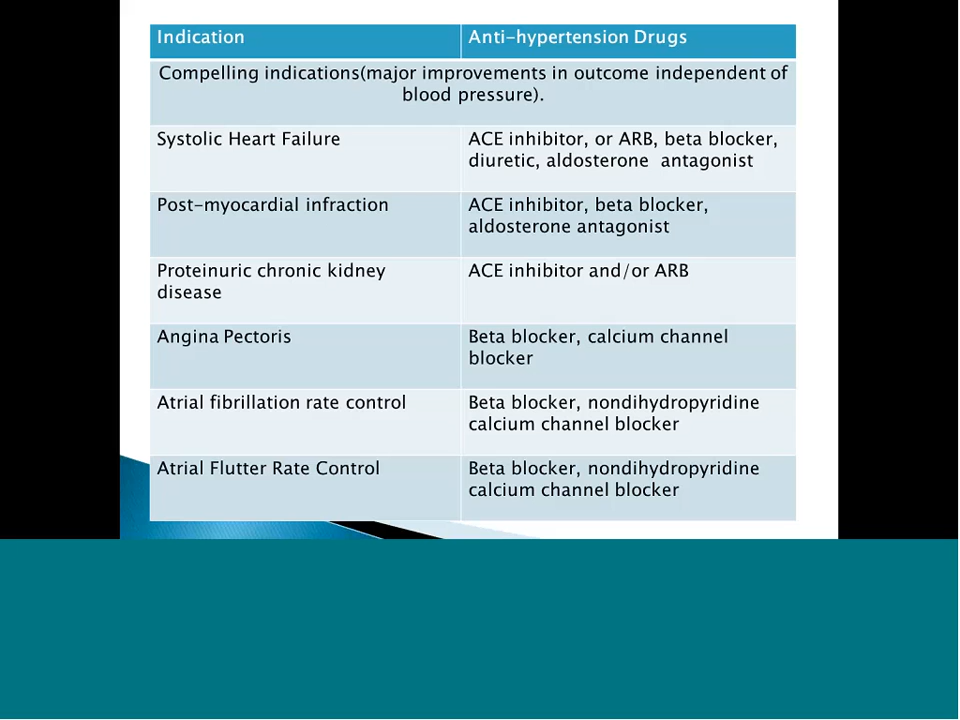 Indication
Anti-hypertension Drugs
Compelling indications(major improvements in outcome independent of
blood pressure).
Systolic Heart Failure
ACE inhibitor, or ARB, beta blocker,
diuretic, aldosterone antagonist
Post-myocardial infraction
ACE inhibitor, beta blocker,
aldosterone antagonist
Proteinuric chronic kidney
disease
ACE inhibitor and/or ARB
Angina Pectoris
Beta blocker, calcium channel
blocker
Atrial fibrillation rate control
Beta blocker, nondihydropyridine
calcium channel blocker
Atrial Flutter Rate Control
Beta blocker, nondihydropyridine
calcium channel blocker